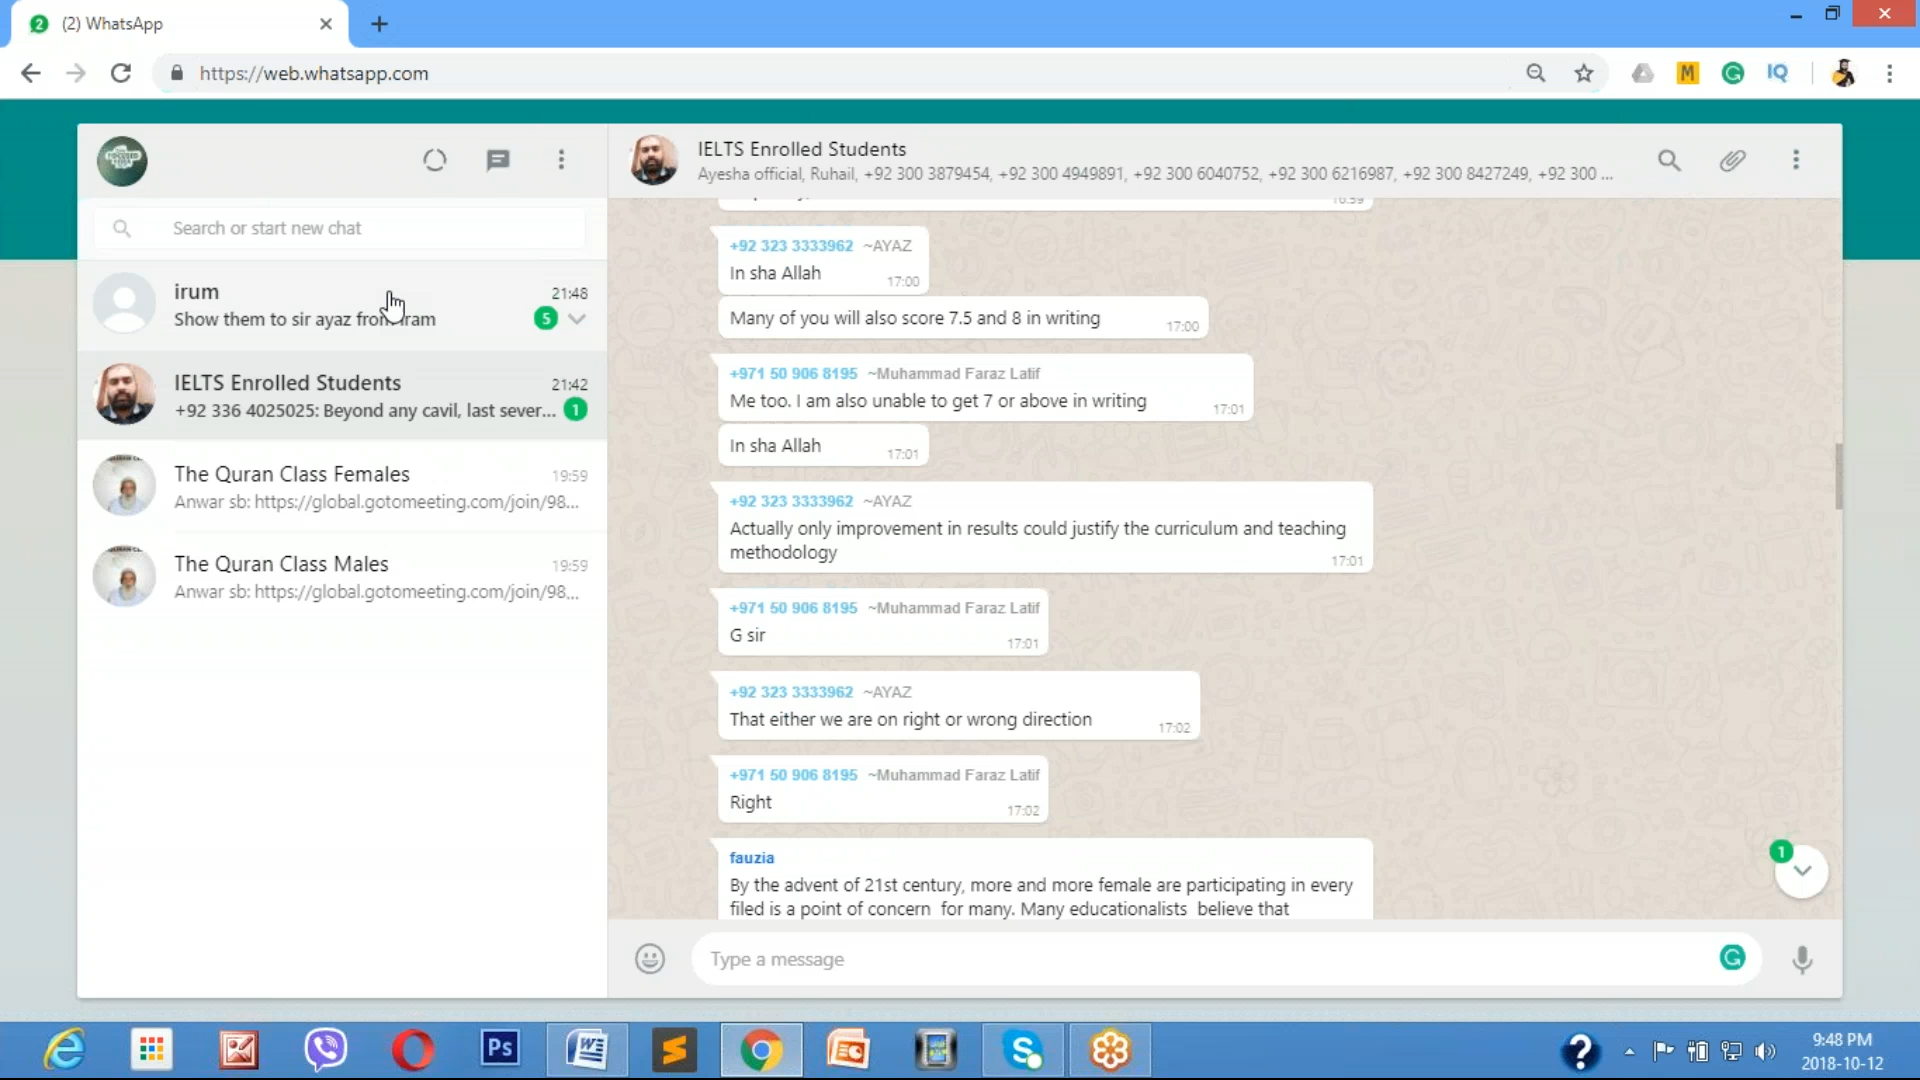 2 (2) WhatsApp
https://web.whatsapp.com
M G IQ
IELTS Enrolled Students
Ayesha official, Ruhail, +92 300 3879454, +92 300 4949891, +92 300 6040752, +92 300 6216987, +92 300 8427249, +92 300 ...
Search or start new chat
irum 21:48
Show them to sir ayaz from iram 5
IELTS Enrolled Students 21:42
+92 336 4025025: Beyond any cavil, last sever... 1
The Quran Class Females 19:59
Anwar sb: https://global.gotomeeting.com/join/98...
The Quran Class Males 19:59
Anwar sb: https://global.gotomeeting.com/join/98...
16:59
+92 323 3333962 ~AYAZ
In sha Allah 17:00
Many of you will also score 7.5 and 8 in writing 17:00
+971 50 906 8195 ~Muhammad Faraz Latif
Me too. I am also unable to get 7 or above in writing 17:01
In sha Allah 17:01
+92 323 3333962 ~AYAZ
Actually only improvement in results could justify the curriculum and teaching
methodology 17:01
+971 50 906 8195 ~Muhammad Faraz Latif
G sir 17:01
+92 323 3333962 ~AYAZ
That either we are on right or wrong direction 17:02
+971 50 906 8195 ~Muhammad Faraz Latif
Right 17:02
fauzia
By the advent of 21st century, more and more female are participating in every
filed is a point of concern for many. Many educationalists believe that
1
Type a message
Ps
9:48 PM
2018-10-12